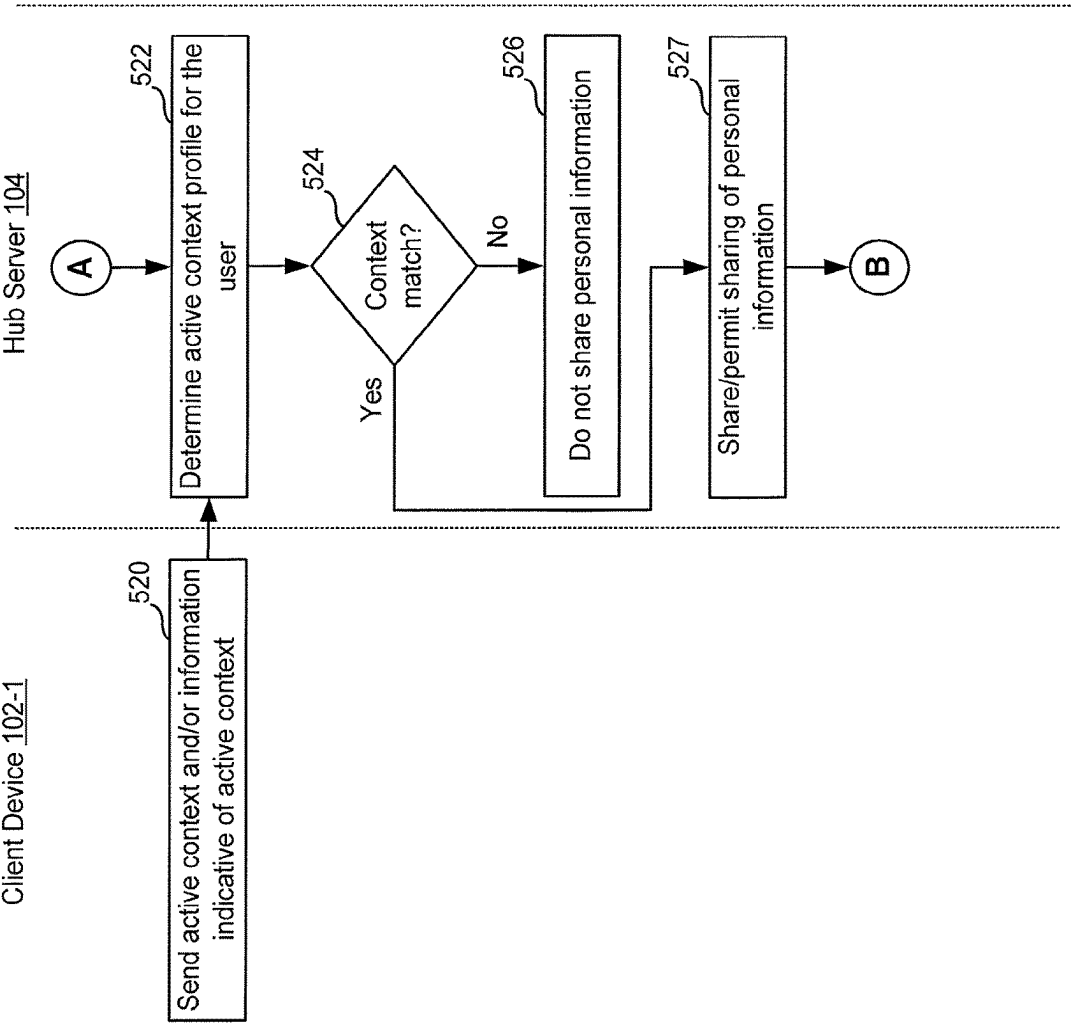 Client Device 102-1
Hub Server 104
A
520
Send active context and/or information
indicative of active context
522
Determine active context profile for the
user
524
Context
match?
Yes
No
526
Do not share personal information
527
Share/permit sharing of personal
information
B